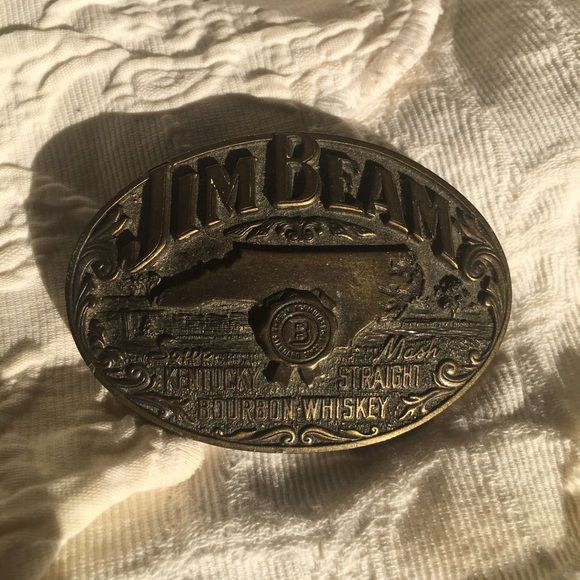 JIM BEAM
B
Sour Mash
KENTUCKY STRAIGHT
BOURBON WHISKEY